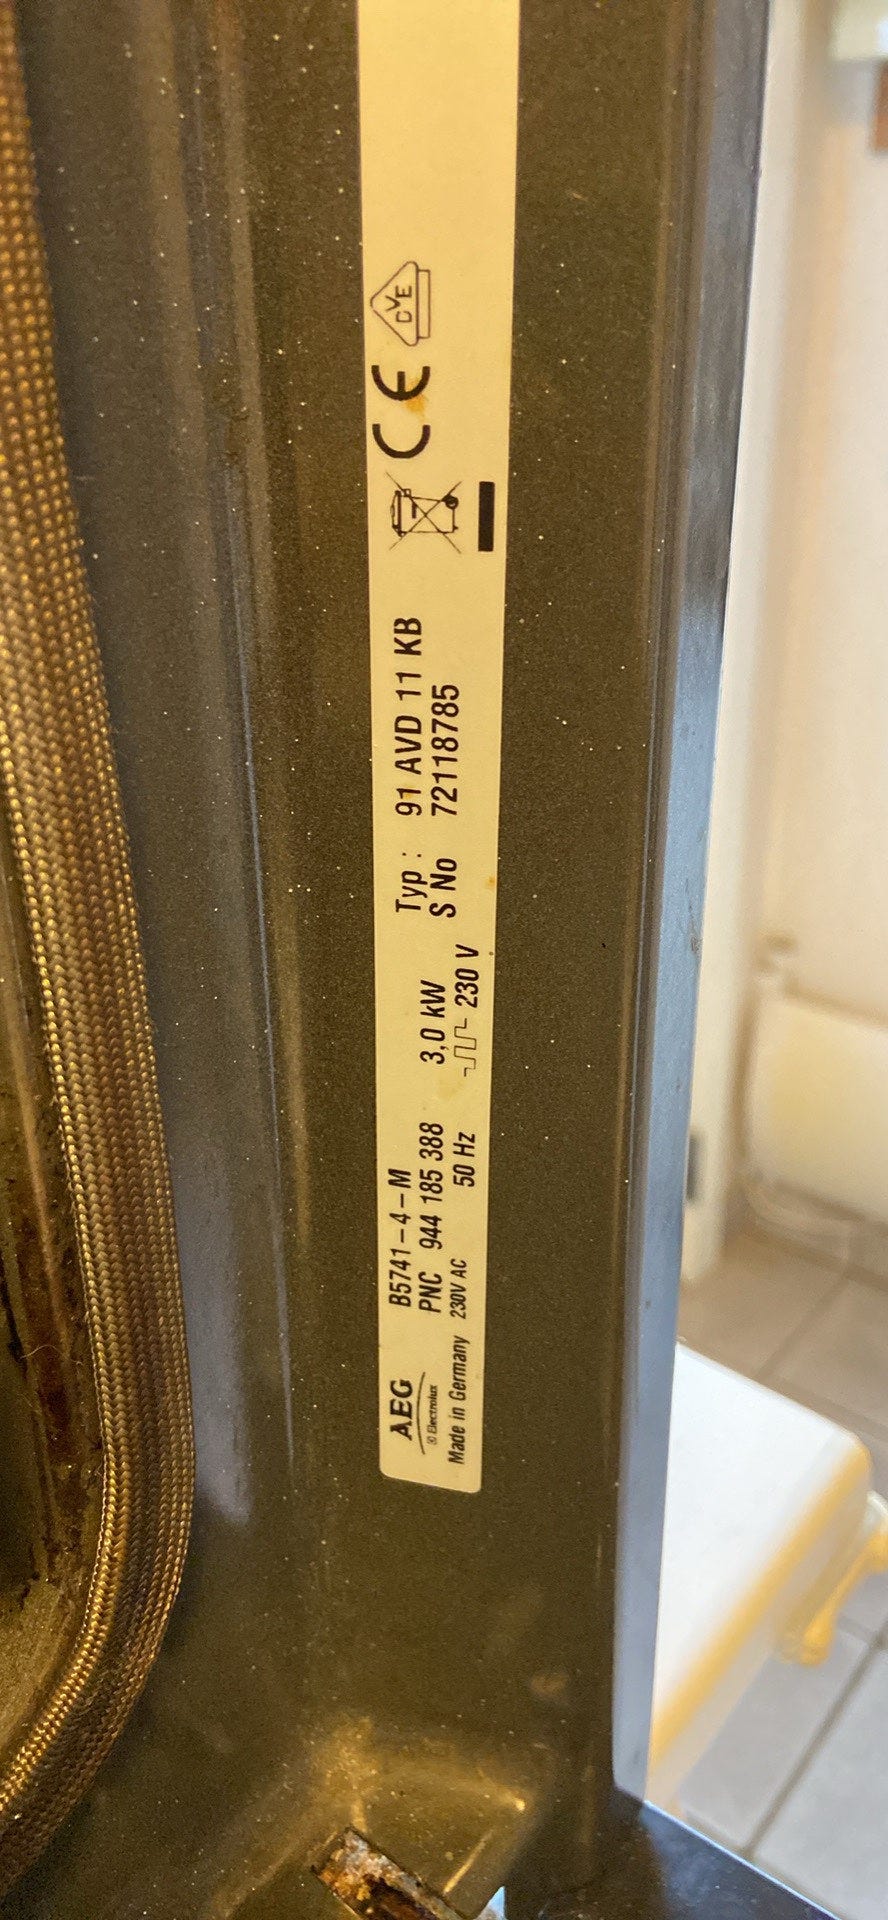 AEG
Electrolux
Made in Germany
B5741-4-M
PNC 944 185 388
230V AC 50 Hz
3,0 kW
230 V
Typ : 91 AVD 11 KB
S No 72118785
CE
DVE